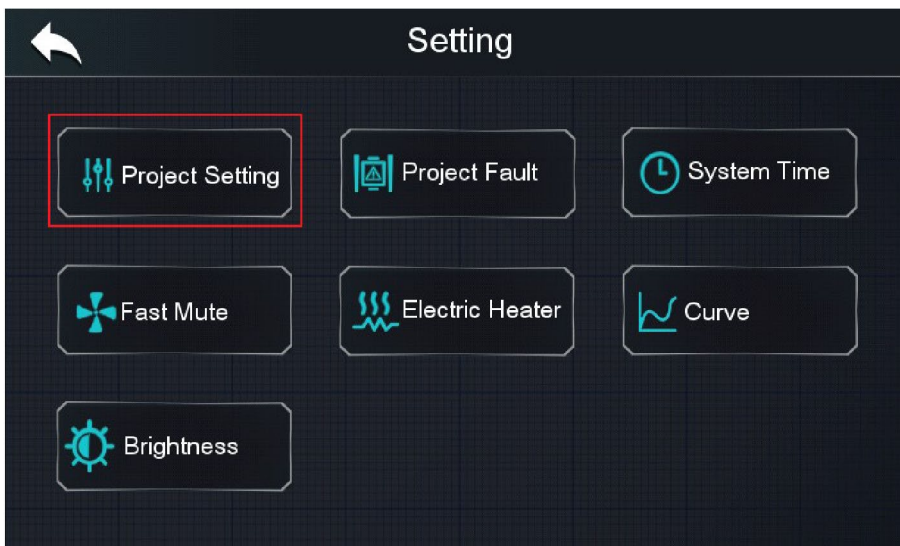 Setting
Project Setting
Project Fault
System Time
Fast Mute
Electric Heater
Curve
Brightness